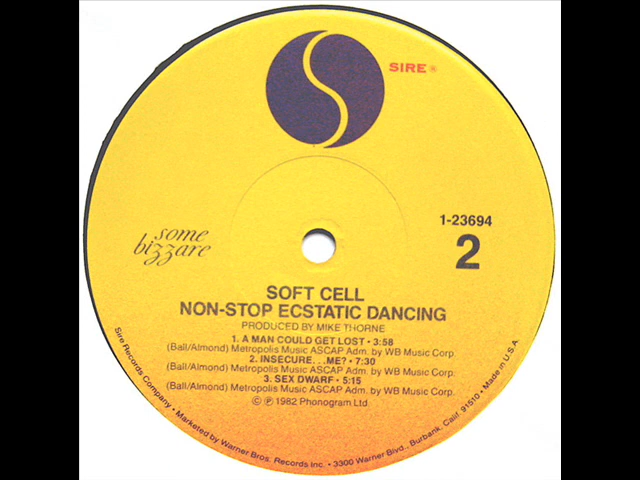 SIRE ®
some
bizzare
1-23694
2
SOFT CELL
NON-STOP ECSTATIC DANCING
PRODUCED BY MIKE THORNE
1. A MAN COULD GET LOST • 3:58
(Ball/Almond) Metropolis Music ASCAP Adm. by WB Music Corp.
2. INSECURE...ME? • 7:30
(Ball/Almond) Metropolis Music ASCAP Adm. by WB Music Corp.
3. SEX DWARF • 5:15
(Ball/Almond) Metropolis Music ASCAP Adm. by WB Music Corp.
© ℗ 1982 Phonogram Ltd.
Sire Records Company • Marketed by Warner Bros. Records Inc. • 3300 Warner Blvd., Burbank, Calif. 91510 • Made in U.S.A.